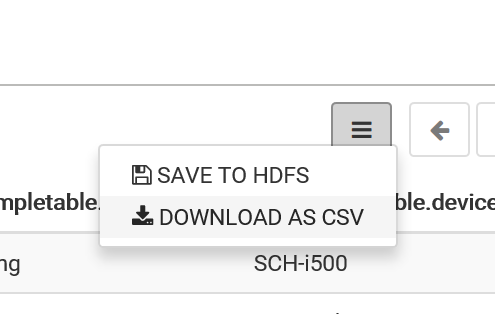 SAVE TO HDFS
DOWNLOAD AS CSV
mpletable. ble.device
ng SCH-i500